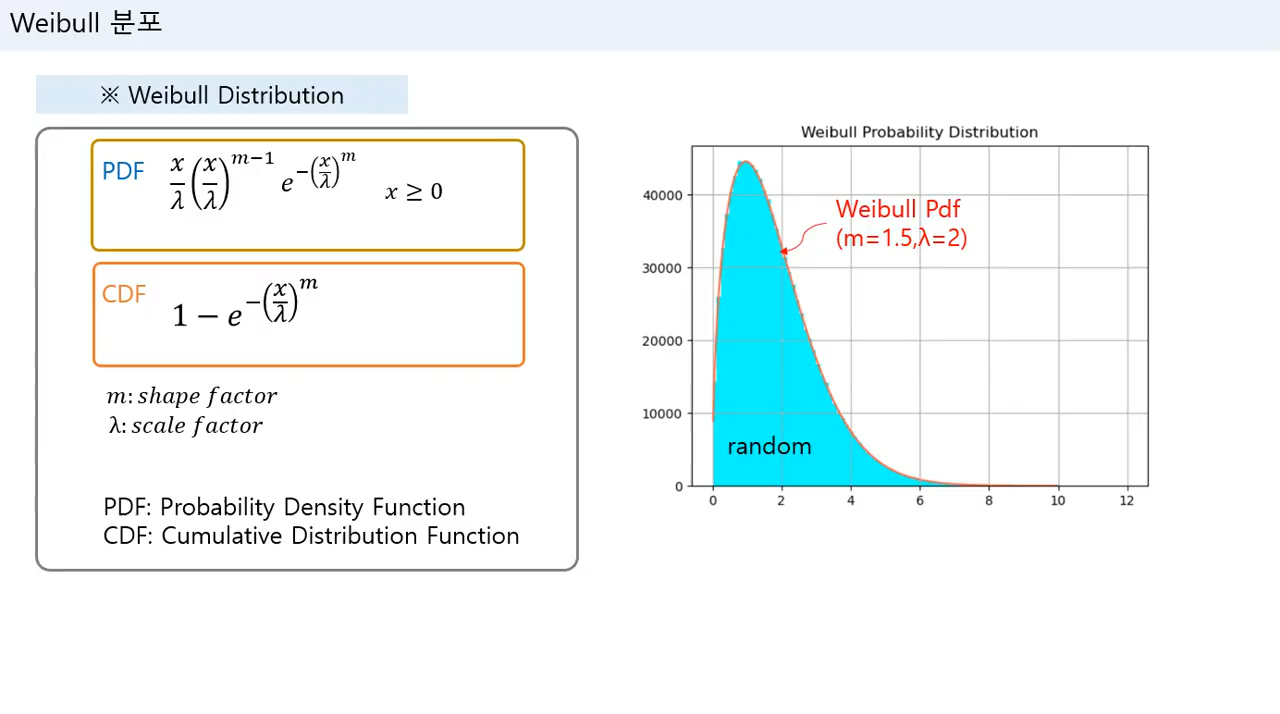 Weibull 분포
※ Weibull Distribution
PDF x/λ (x/λ)^{m−1} e^{−(x/λ)^m} x ≥ 0
CDF 1 − e^{−(x/λ)^m}
m: shape factor
λ: scale factor
PDF: Probability Density Function
CDF: Cumulative Distribution Function
Weibull Probability Distribution
40000
30000
20000
10000
0
Weibull Pdf
(m=1.5,λ=2)
random
0 2 4 6 8 10 12